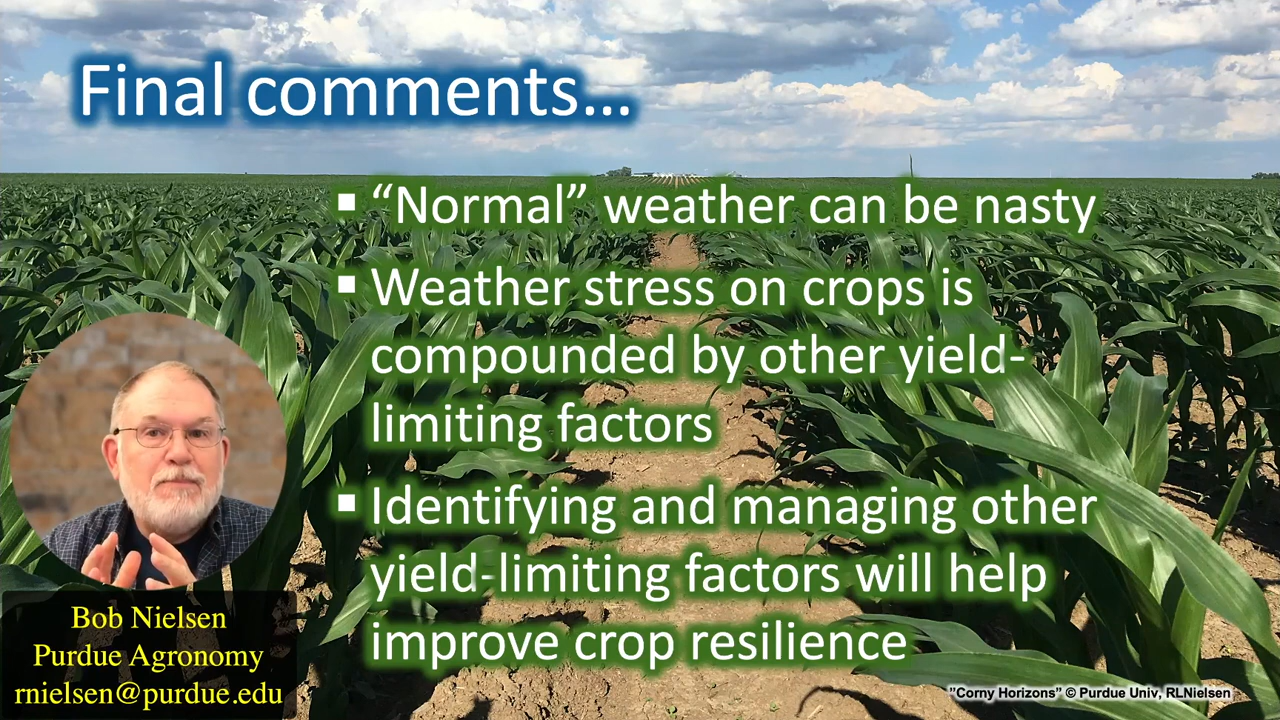 Final comments…
▪ “Normal” weather can be nasty
▪ Weather stress on crops is
compounded by other yield-
limiting factors
▪ Identifying and managing other
yield-limiting factors will help
improve crop resilience
Bob Nielsen
Purdue Agronomy
rnielsen@purdue.edu
"Corny Horizons” © Purdue Univ, RLNielsen